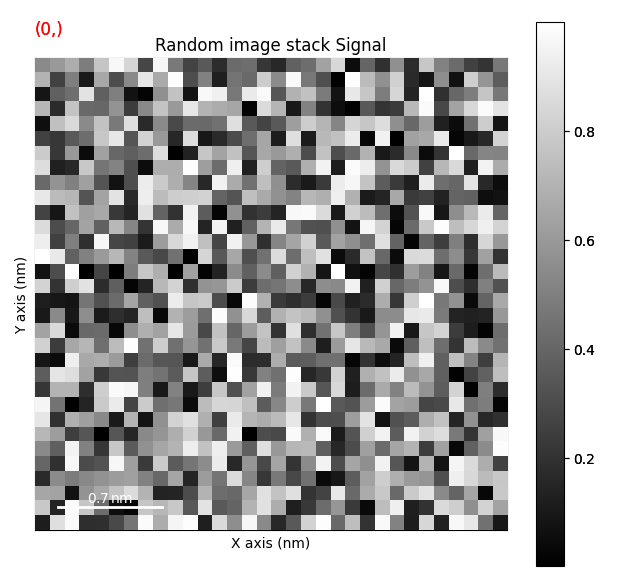 (0,)
Random image stack Signal
Y axis (nm)
0.7 nm
X axis (nm)
0.8
0.6
0.4
0.2